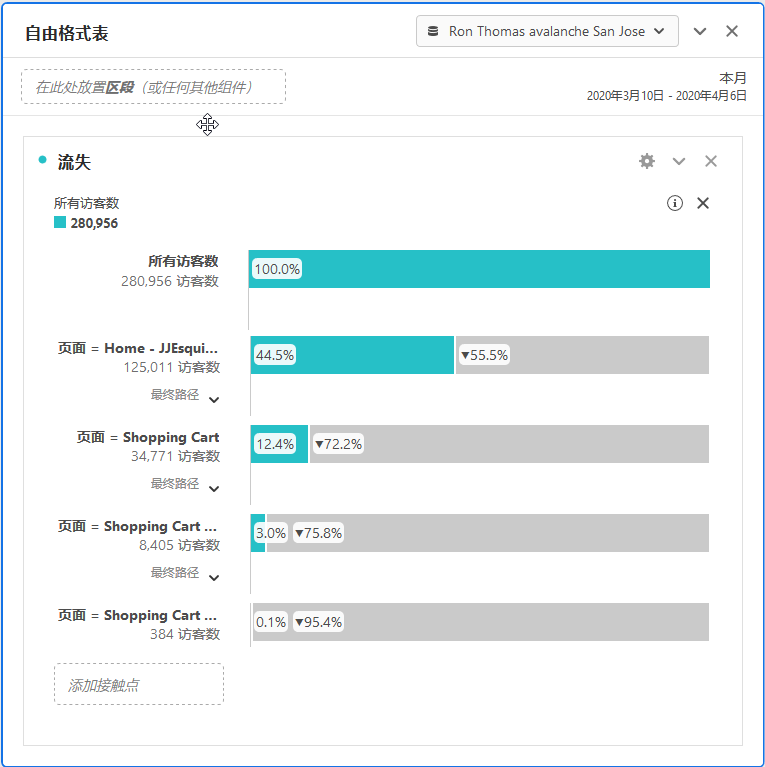 自由格式表
Ron Thomas avalanche San Jose
在此处放置区段（或任何其他组件）
本月
2020年3月10日 - 2020年4月6日
流失
所有访客数
280,956
所有访客数
280,956 访客数
100.0%
页面 = Home - JJEsqui...
125,011 访客数
最终路径
44.5%
▼55.5%
页面 = Shopping Cart
34,771 访客数
最终路径
12.4%
▼72.2%
页面 = Shopping Cart ...
8,405 访客数
最终路径
3.0%
▼75.8%
页面 = Shopping Cart ...
384 访客数
0.1%
▼95.4%
添加接触点